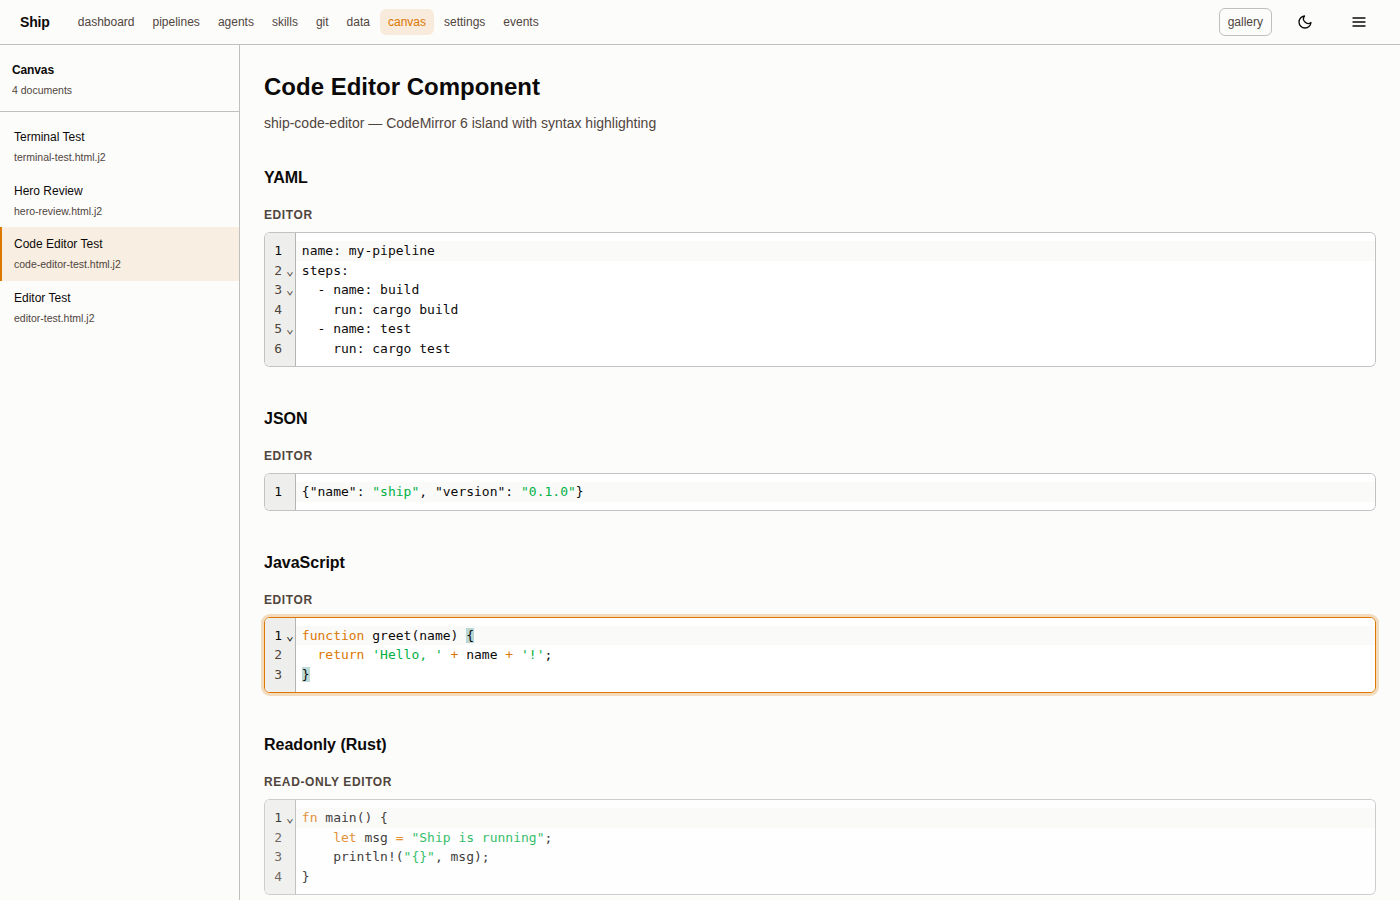 Ship dashboard pipelines agents skills git data canvas settings events gallery
Canvas
4 documents
Terminal Test
terminal-test.html.j2
Hero Review
hero-review.html.j2
Code Editor Test
code-editor-test.html.j2
Editor Test
editor-test.html.j2
Code Editor Component
ship-code-editor — CodeMirror 6 island with syntax highlighting
YAML
EDITOR
1 name: my-pipeline
2 steps:
3   - name: build
4     run: cargo build
5   - name: test
6     run: cargo test
JSON
EDITOR
1 {"name": "ship", "version": "0.1.0"}
JavaScript
EDITOR
1 function greet(name) {
2   return 'Hello, ' + name + '!';
3 }
Readonly (Rust)
READ-ONLY EDITOR
1 fn main() {
2     let msg = "Ship is running";
3     println!("{}", msg);
4 }